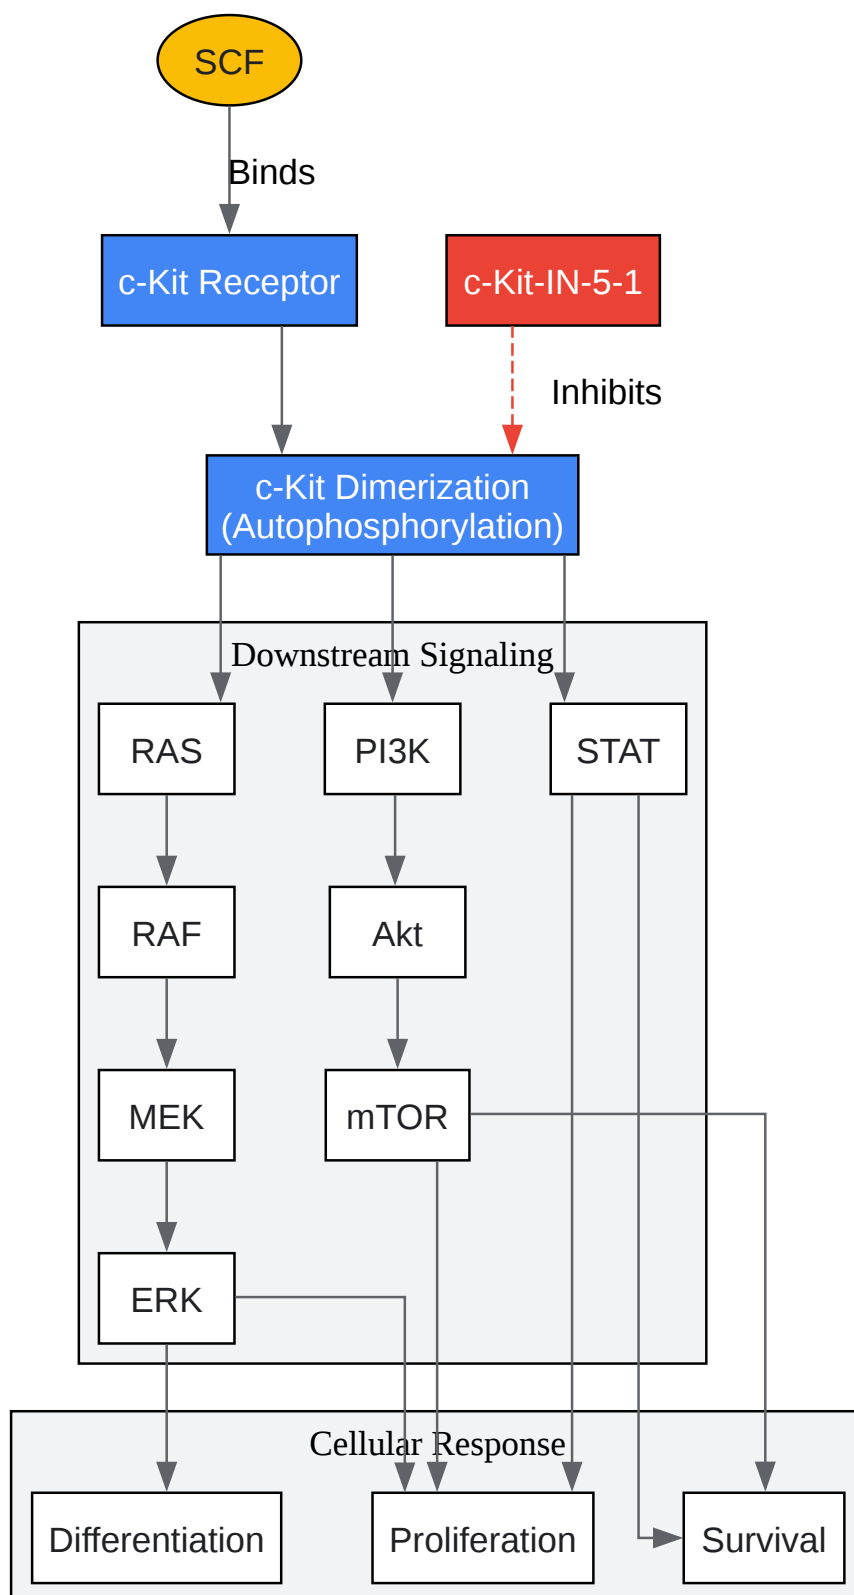 SCF
Binds
c-Kit Receptor
c-Kit-IN-5-1
Inhibits
c-Kit Dimerization
(Autophosphorylation)
Downstream Signaling
RAS
PI3K
STAT
RAF
Akt
MEK
mTOR
ERK
Cellular Response
Differentiation
Proliferation
Survival